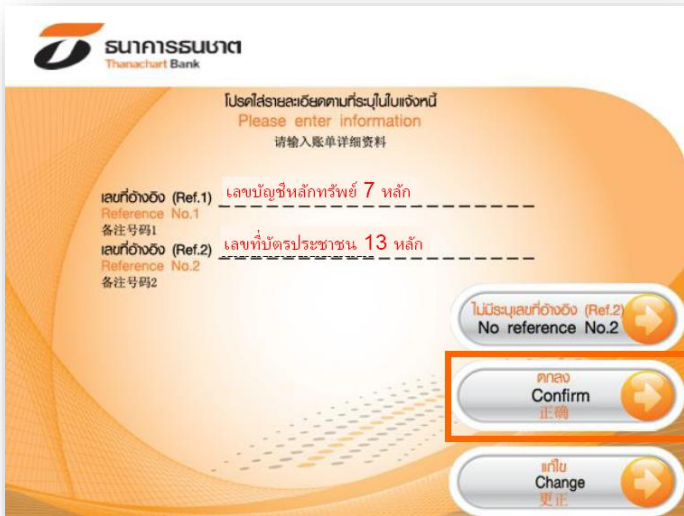 ธนาคารธนชาต
Thanachart Bank
โปรดใส่รายละเอียดตามที่ระบุในใบแจ้งหนี้
Please enter information
请输入账单详细资料
เลขที่อ้างอิง (Ref.1) เลขบัญชีหลักทรัพย์ 7 หลัก
Reference No.1
备注号码1
เลขที่อ้างอิง (Ref.2) เลขที่บัตรประชาชน 13 หลัก
Reference No.2
备注号码2
ไม่มีระบุเลขที่อ้างอิง (Ref.2)
No reference No.2
ตกลง
Confirm
正确
แก้ไข
Change
更正